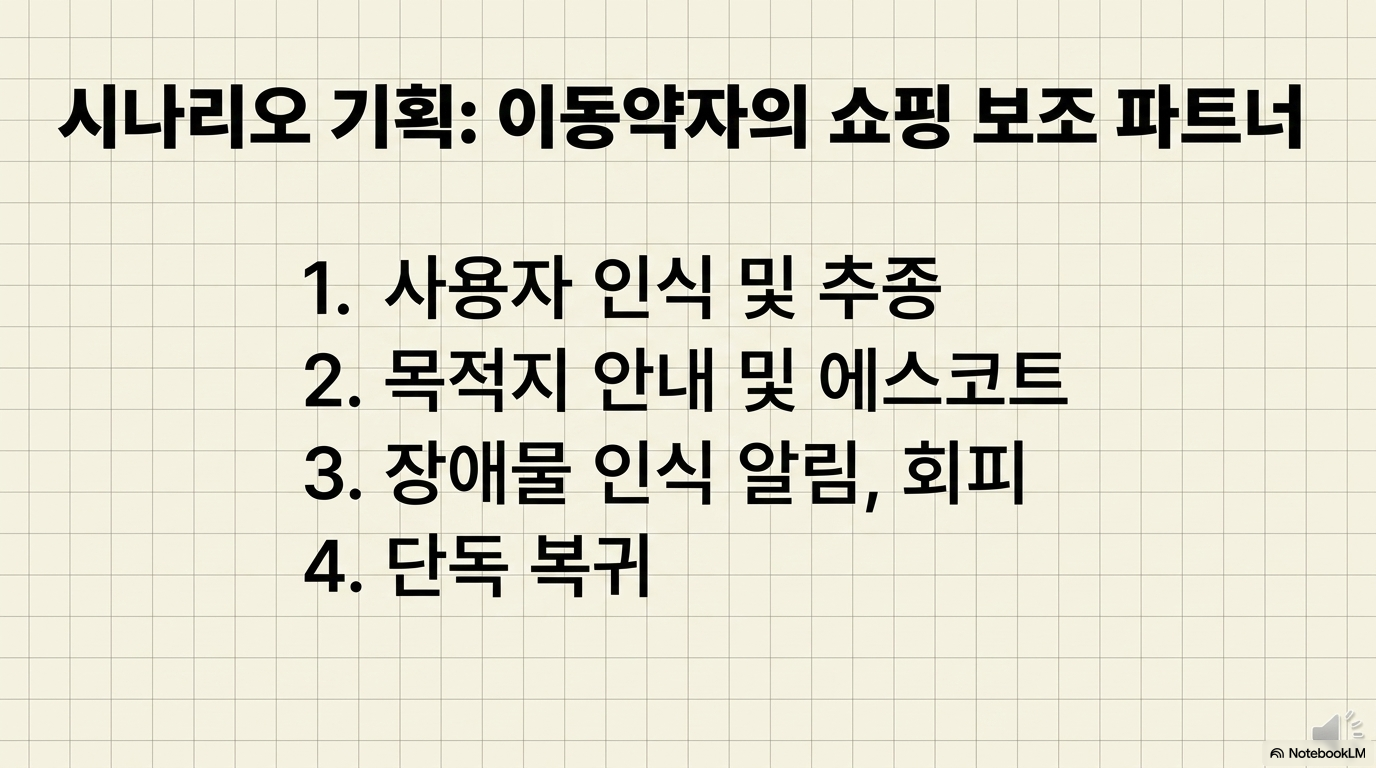 시나리오 기획: 이동약자의 쇼핑 보조 파트너
1. 사용자 인식 및 추종
2. 목적지 안내 및 에스코트
3. 장애물 인식 알림, 회피
4. 단독 복귀
NotebookLM